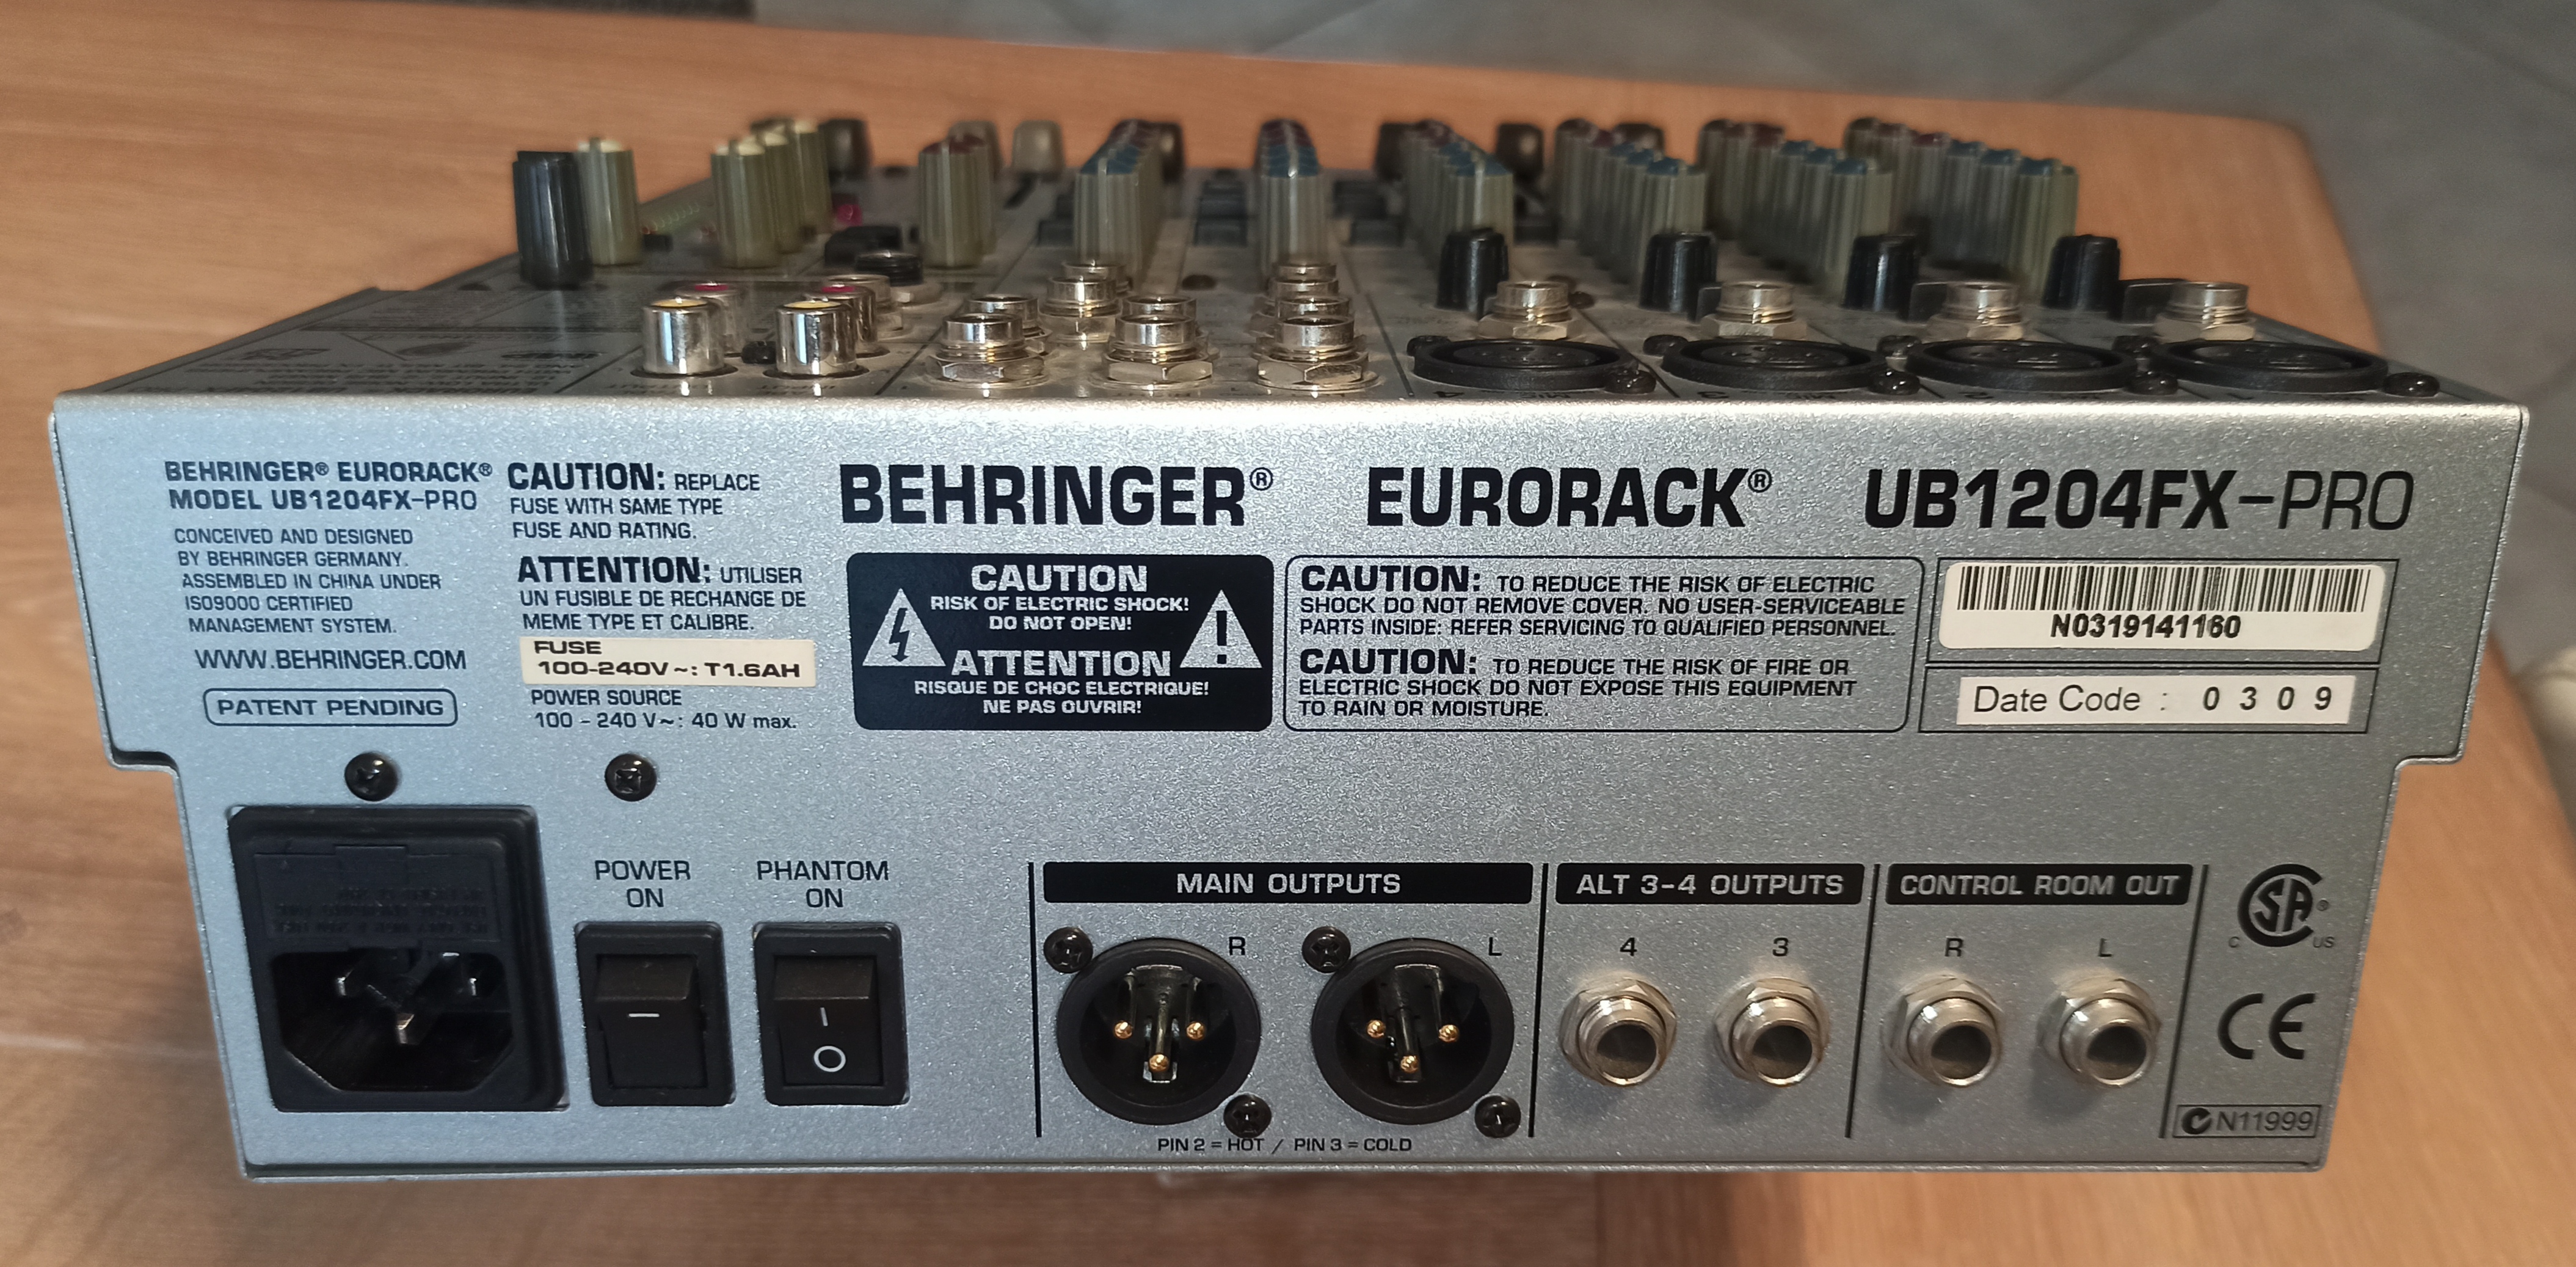 BEHRINGER® EURORACK®
MODEL UB1204FX-PRO
CONCEIVED AND DESIGNED
BY BEHRINGER GERMANY.
ASSEMBLED IN CHINA UNDER
ISO9000 CERTIFIED
MANAGEMENT SYSTEM.
WWW.BEHRINGER.COM
PATENT PENDING
CAUTION: REPLACE
FUSE WITH SAME TYPE
FUSE AND RATING.
ATTENTION: UTILISER
UN FUSIBLE DE RECHANGE DE
MEME TYPE ET CALIBRE.
FUSE
100-240V~: T1.6AH
POWER SOURCE
100 - 240 V~: 40 W max.
BEHRINGER® EURORACK® UB1204FX-PRO
CAUTION
RISK OF ELECTRIC SHOCK!
DO NOT OPEN!
ATTENTION
RISQUE DE CHOC ELECTRIQUE!
NE PAS OUVRIR!
CAUTION: TO REDUCE THE RISK OF ELECTRIC
SHOCK DO NOT REMOVE COVER. NO USER-SERVICEABLE
PARTS INSIDE: REFER SERVICING TO QUALIFIED PERSONNEL.
CAUTION: TO REDUCE THE RISK OF FIRE OR
ELECTRIC SHOCK DO NOT EXPOSE THIS EQUIPMENT
TO RAIN OR MOISTURE.
N0319141160
Date Code : 0309
POWER
ON
PHANTOM
ON
MAIN OUTPUTS
R L
PIN 2 = HOT / PIN 3 = COLD
ALT 3-4 OUTPUTS
4 3
CONTROL ROOM OUT
R L
SA®
C US
CE
N11999